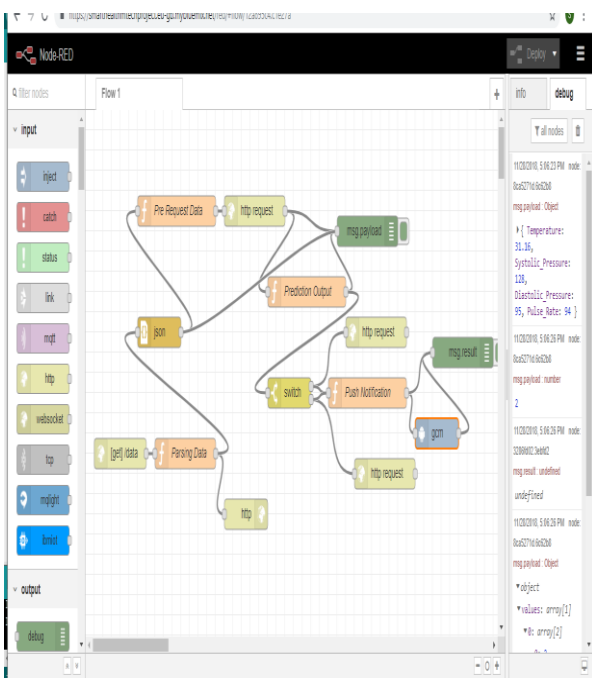 Node-RED
Deploy
filter nodes
Flow 1
info
debug
input
all nodes
inject
catch
status
link
mqtt
http
websocket
tcp
mqlight
ibmiot
output
debug
Pre Request Data
http request
msg.payload
Prediction Output
json
http request
msg.result
switch
Push Notification
gcm
[get] /data
Parsing Data
http request
http
11/20/2018, 5:06:23 PM node:
msg.payload : Object
{ Temperature:
31.16,
Systolic_Pressure:
128,
Diastolic_Pressure:
95, Pulse_Rate: 94 }
11/20/2018, 5:06:26 PM node:
msg.payload : number
2
11/20/2018, 5:06:26 PM node:
msg.result : undefined
undefined
11/20/2018, 5:06:26 PM node:
msg.payload : Object
object
values: array[1]
0: array[2]